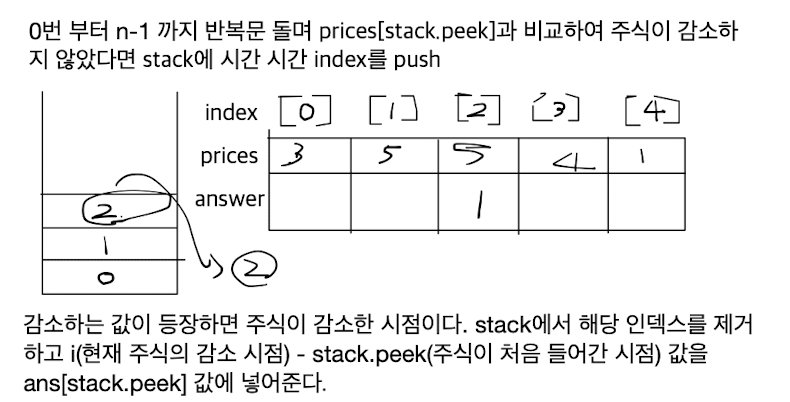 0번 부터 n-1 까지 반복문 돌며 prices[stack.peek]과 비교하여 주식이 감소하
지 않았다면 stack에 시간 시간 index를 push
index [0] [1] [2] [3] [4]
prices 3 5 5 4 1
answer 1
2
1
0
2
감소하는 값이 등장하면 주식이 감소한 시점이다. stack에서 해당 인덱스를 제거
하고 i(현재 주식의 감소 시점) - stack.peek(주식이 처음 들어간 시점) 값을
ans[stack.peek] 값에 넣어준다.